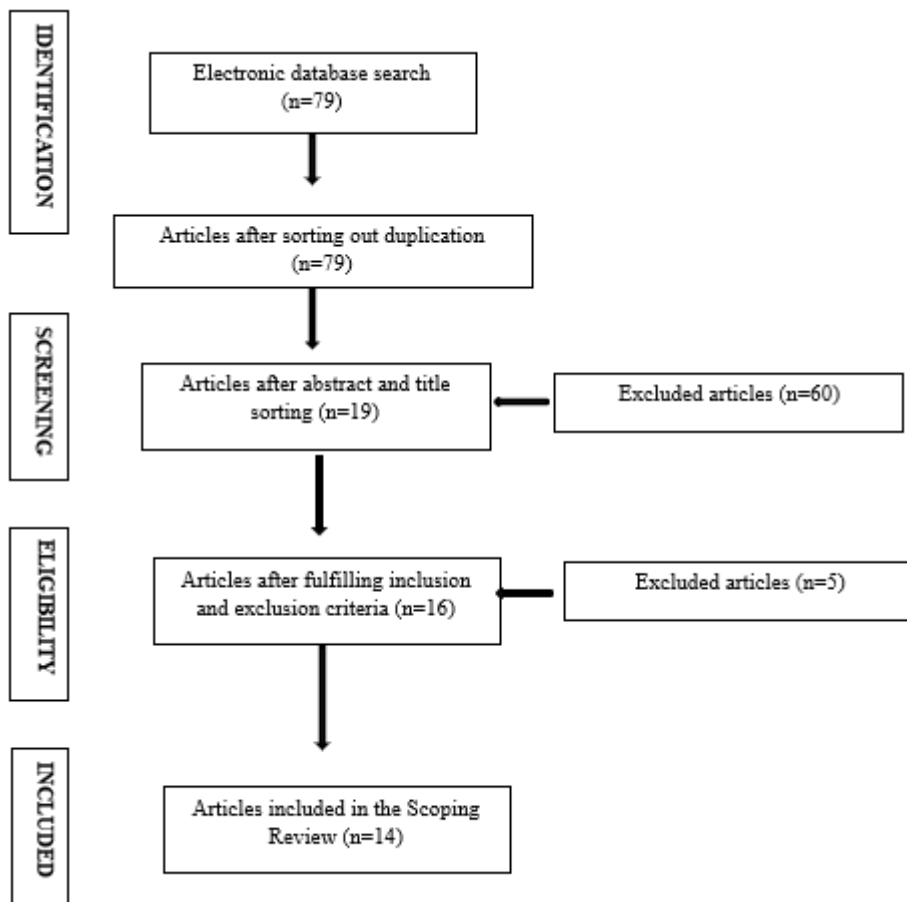 IDENTIFICATION
Electronic database search
(n=79)
Articles after sorting out duplication
(n=79)
SCREENING
Articles after abstract and title
sorting (n=19)
Excluded articles (n=60)
ELIGIBILITY
Articles after fulfilling inclusion
and exclusion criteria (n=16)
Excluded articles (n=5)
INCLUDED
Articles included in the Scoping
Review (n=14)